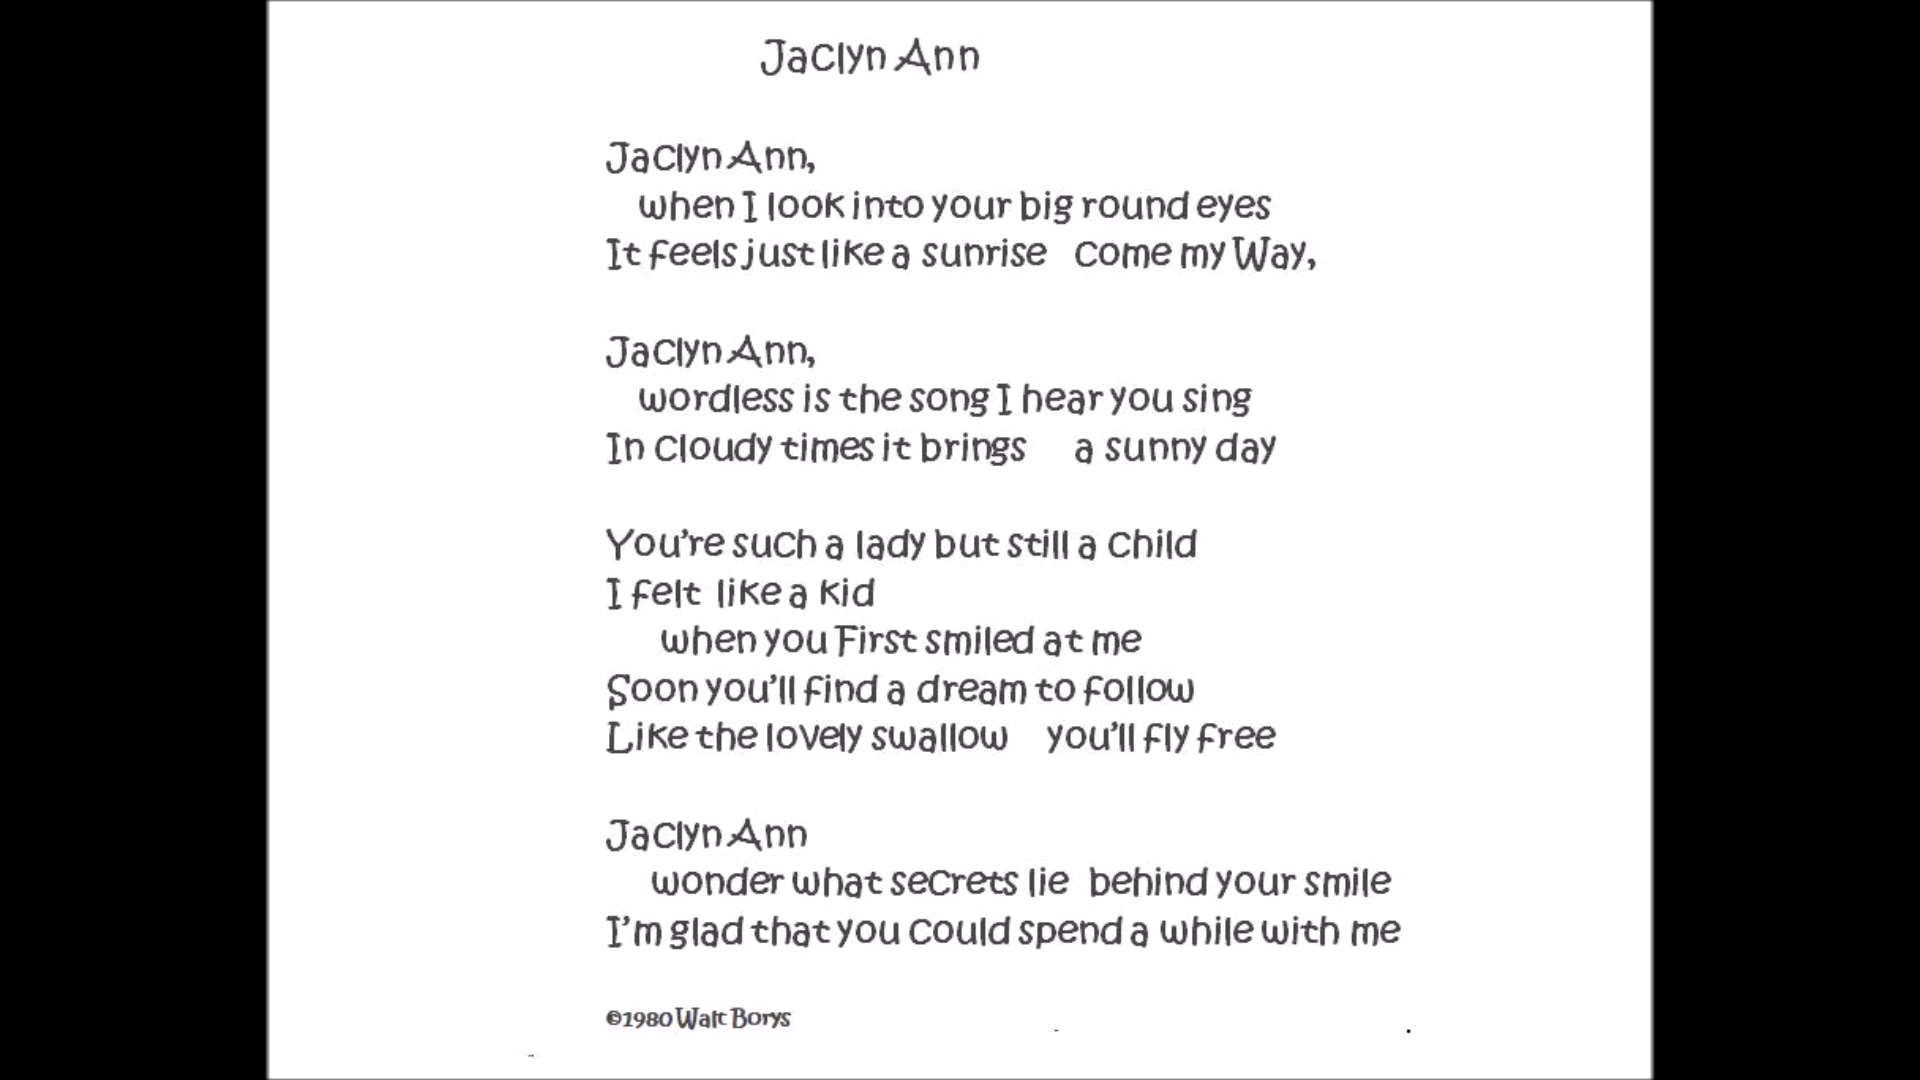 Jaclyn Ann
Jaclyn Ann,
when I look into your big round eyes
It feels just like a sunrise come my Way,
Jaclyn Ann,
wordless is the song I hear you sing
In cloudy times it brings a sunny day
You're such a lady but still a child
I felt like a kid
when you First smiled at me
Soon you'll find a dream to follow
Like the lovely swallow you'll fly free
Jaclyn Ann
wonder what secrets lie behind your smile
I'm glad that you could spend a while with me
©1980 Walt Borys